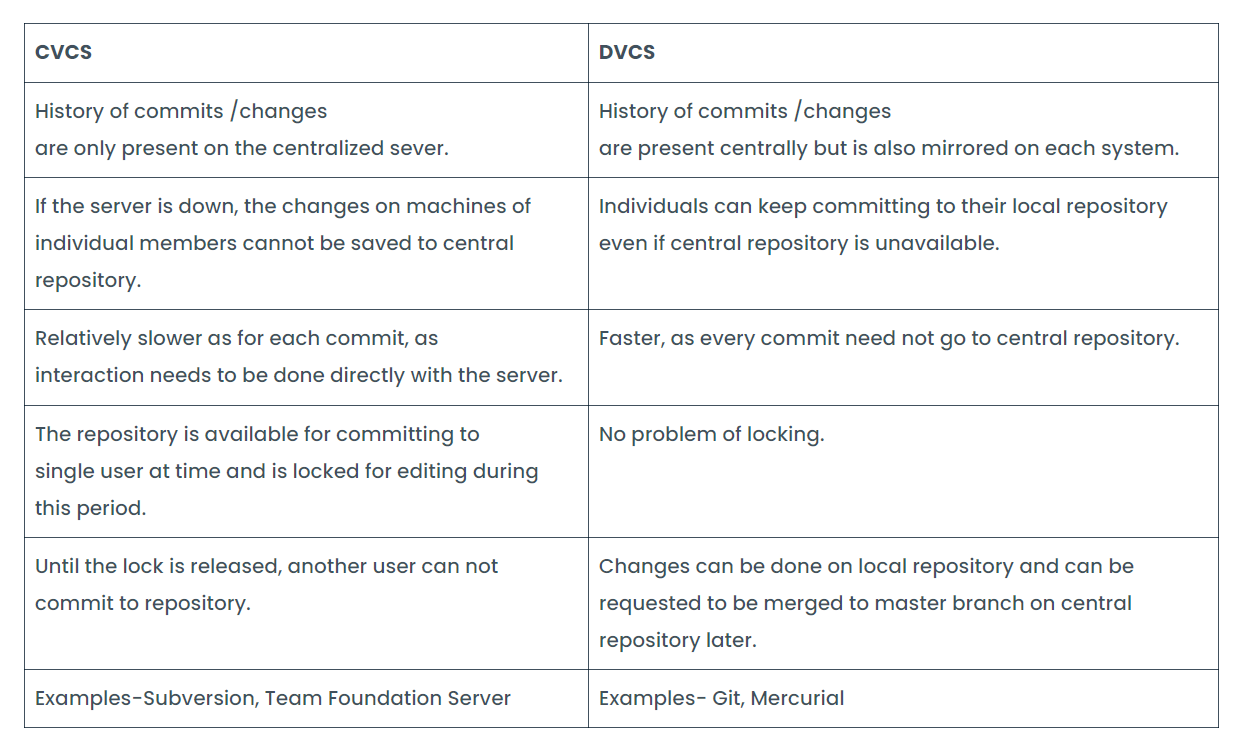 CVCS
DVCS
History of commits /changes
are only present on the centralized sever.
History of commits /changes
are present centrally but is also mirrored on each system.
If the server is down, the changes on machines of
individual members cannot be saved to central
repository.
Individuals can keep committing to their local repository
even if central repository is unavailable.
Relatively slower as for each commit, as
interaction needs to be done directly with the server.
Faster, as every commit need not go to central repository.
The repository is available for committing to
single user at time and is locked for editing during
this period.
No problem of locking.
Until the lock is released, another user can not
commit to repository.
Changes can be done on local repository and can be
requested to be merged to master branch on central
repository later.
Examples-Subversion, Team Foundation Server
Examples- Git, Mercurial